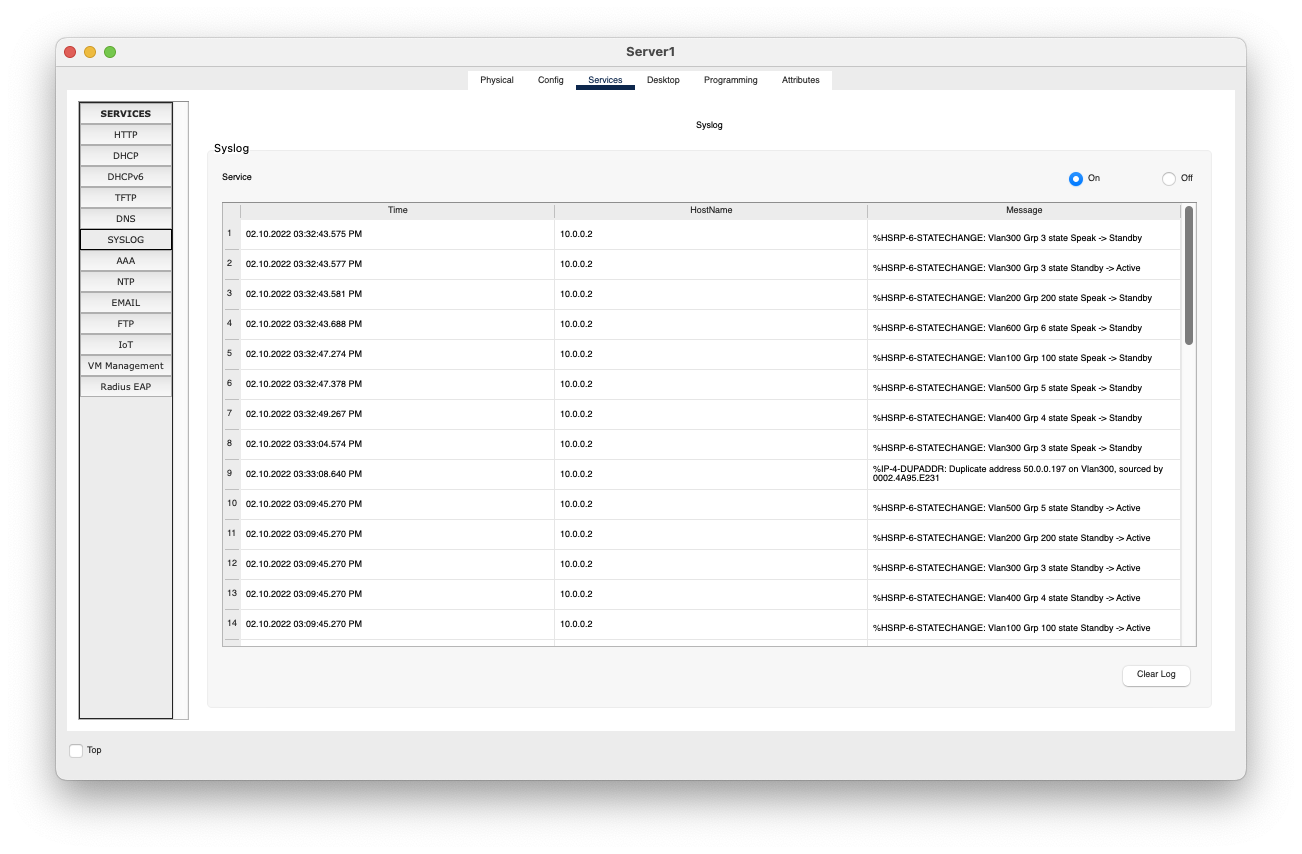 Server1
Physical Config Services Desktop Programming Attributes
SERVICES
HTTP
DHCP
DHCPv6
TFTP
DNS
SYSLOG
AAA
NTP
EMAIL
FTP
IoT
VM Management
Radius EAP
Syslog
Syslog
Service On Off
Time HostName Message
1 02.10.2022 03:32:43.575 PM 10.0.0.2 %HSRP-6-STATECHANGE: Vlan300 Grp 3 state Speak -> Standby
2 02.10.2022 03:32:43.577 PM 10.0.0.2 %HSRP-6-STATECHANGE: Vlan300 Grp 3 state Standby -> Active
3 02.10.2022 03:32:43.581 PM 10.0.0.2 %HSRP-6-STATECHANGE: Vlan200 Grp 200 state Speak -> Standby
4 02.10.2022 03:32:43.688 PM 10.0.0.2 %HSRP-6-STATECHANGE: Vlan600 Grp 6 state Speak -> Standby
5 02.10.2022 03:32:47.274 PM 10.0.0.2 %HSRP-6-STATECHANGE: Vlan100 Grp 100 state Speak -> Standby
6 02.10.2022 03:32:47.378 PM 10.0.0.2 %HSRP-6-STATECHANGE: Vlan500 Grp 5 state Speak -> Standby
7 02.10.2022 03:32:49.267 PM 10.0.0.2 %HSRP-6-STATECHANGE: Vlan400 Grp 4 state Speak -> Standby
8 02.10.2022 03:33:04.574 PM 10.0.0.2 %HSRP-6-STATECHANGE: Vlan300 Grp 3 state Speak -> Standby
9 02.10.2022 03:33:08.640 PM 10.0.0.2 %IP-4-DUPADDR: Duplicate address 50.0.0.197 on Vlan300, sourced by
0002.4A95.E231
10 02.10.2022 03:09:45.270 PM 10.0.0.2 %HSRP-6-STATECHANGE: Vlan500 Grp 5 state Standby -> Active
11 02.10.2022 03:09:45.270 PM 10.0.0.2 %HSRP-6-STATECHANGE: Vlan200 Grp 200 state Standby -> Active
12 02.10.2022 03:09:45.270 PM 10.0.0.2 %HSRP-6-STATECHANGE: Vlan300 Grp 3 state Standby -> Active
13 02.10.2022 03:09:45.270 PM 10.0.0.2 %HSRP-6-STATECHANGE: Vlan400 Grp 4 state Standby -> Active
14 02.10.2022 03:09:45.270 PM 10.0.0.2 %HSRP-6-STATECHANGE: Vlan100 Grp 100 state Standby -> Active
Clear Log
Top